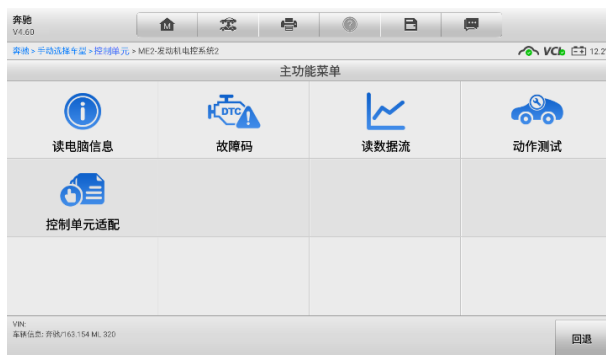 奔驰
V4.60
M
奔驰 > 手动选择车型 > 控制单元 > ME2-发动机电控系统2
VCb 12.2
主功能菜单
i
DTC
读电脑信息
故障码
读数据流
动作测试
控制单元适配
VIN:
车辆信息: 奔驰/163.154 ML 320
回退